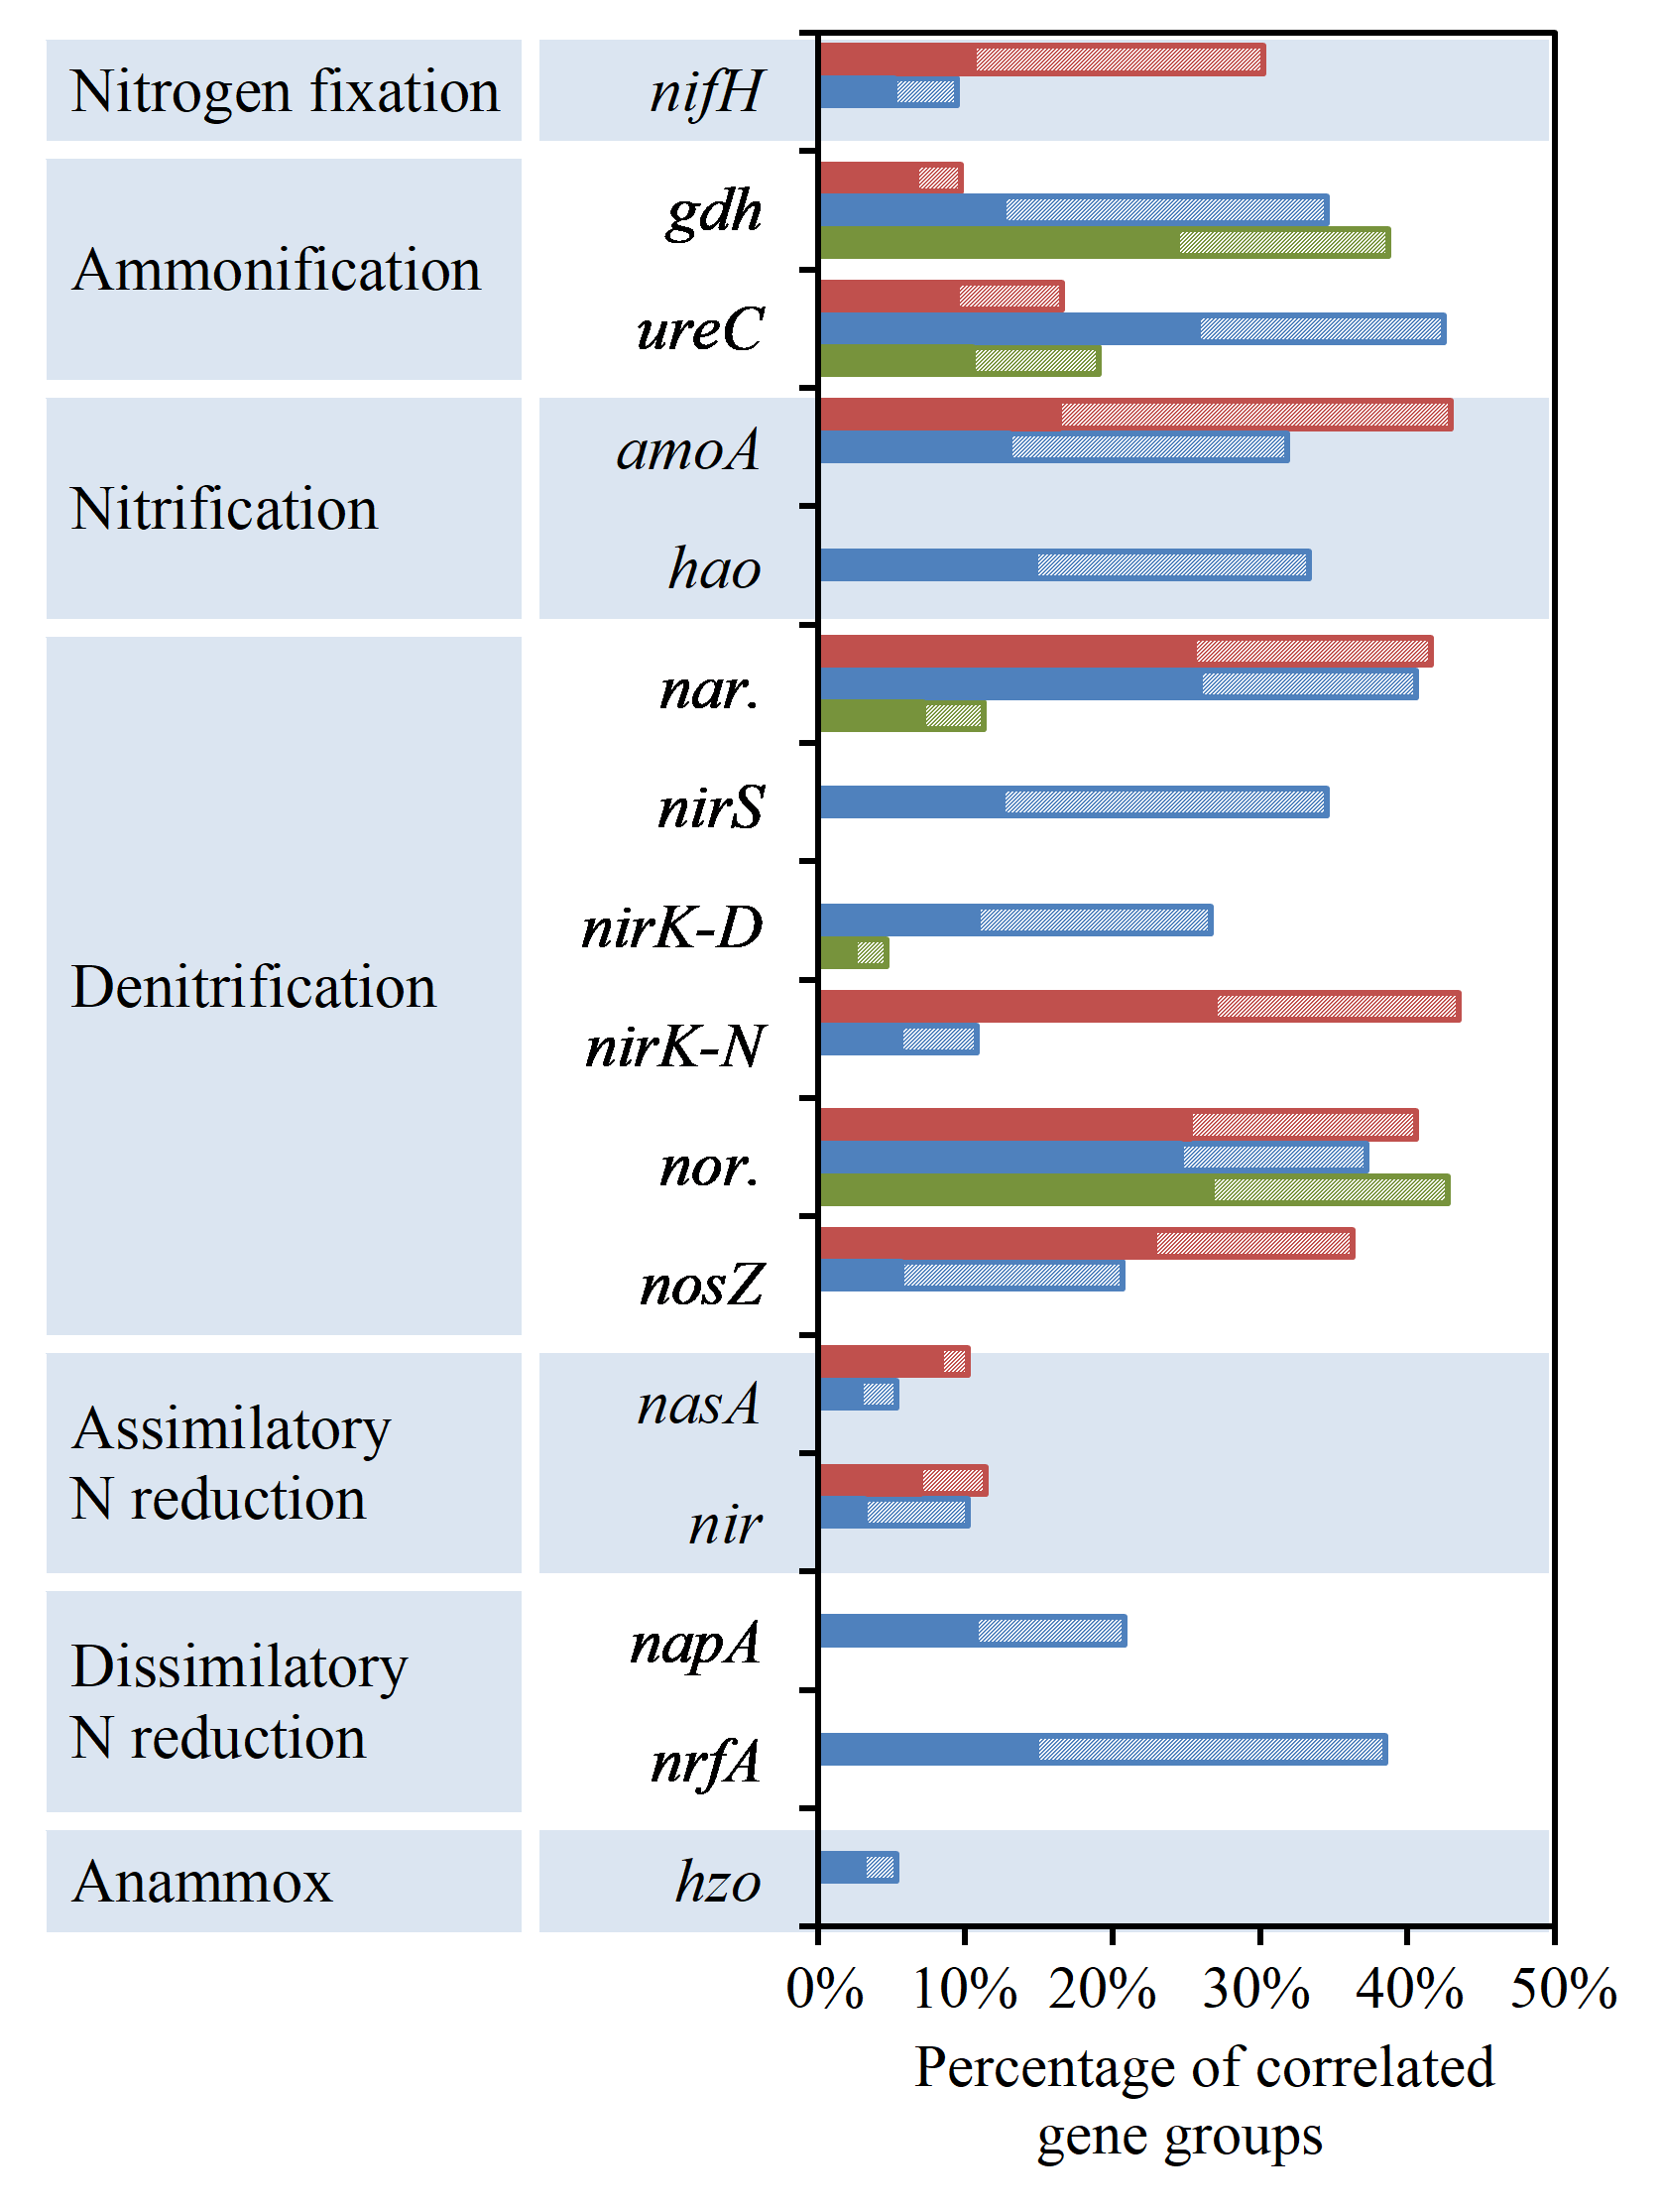 Nitrogen fixation
nifH
Ammonification
gdh
ureC
Nitrification
amoA
hao
Denitrification
nar.
nirS
nirK-D
nirK-N
nor.
nosZ
Assimilatory
N reduction
nasA
nir
Dissimilatory
N reduction
napA
nrfA
Anammox
hzo
0% 10% 20% 30% 40% 50%
Percentage of correlated
gene groups